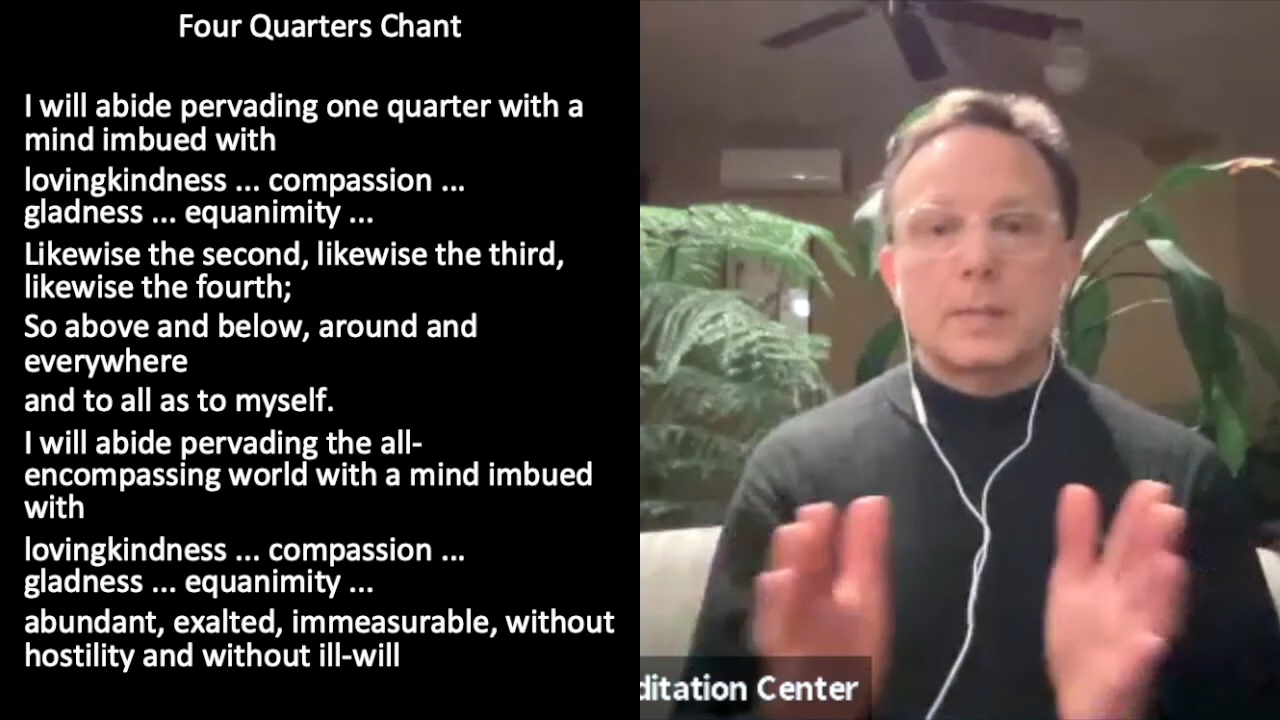 Four Quarters Chant
I will abide pervading one quarter with a
mind imbued with
lovingkindness ... compassion ...
gladness ... equanimity ...
Likewise the second, likewise the third,
likewise the fourth;
So above and below, around and
everywhere
and to all as to myself.
I will abide pervading the all-
encompassing world with a mind imbued
with
lovingkindness ... compassion ...
gladness ... equanimity ...
abundant, exalted, immeasurable, without
hostility and without ill-will
ditation Center